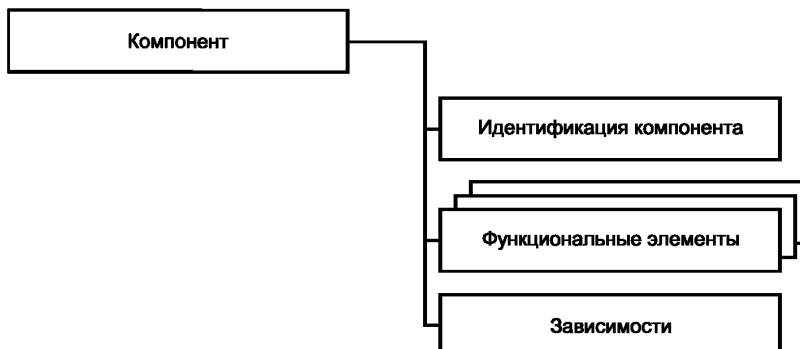 Компонент
Идентификация компонента
Функциональные элементы
Зависимости